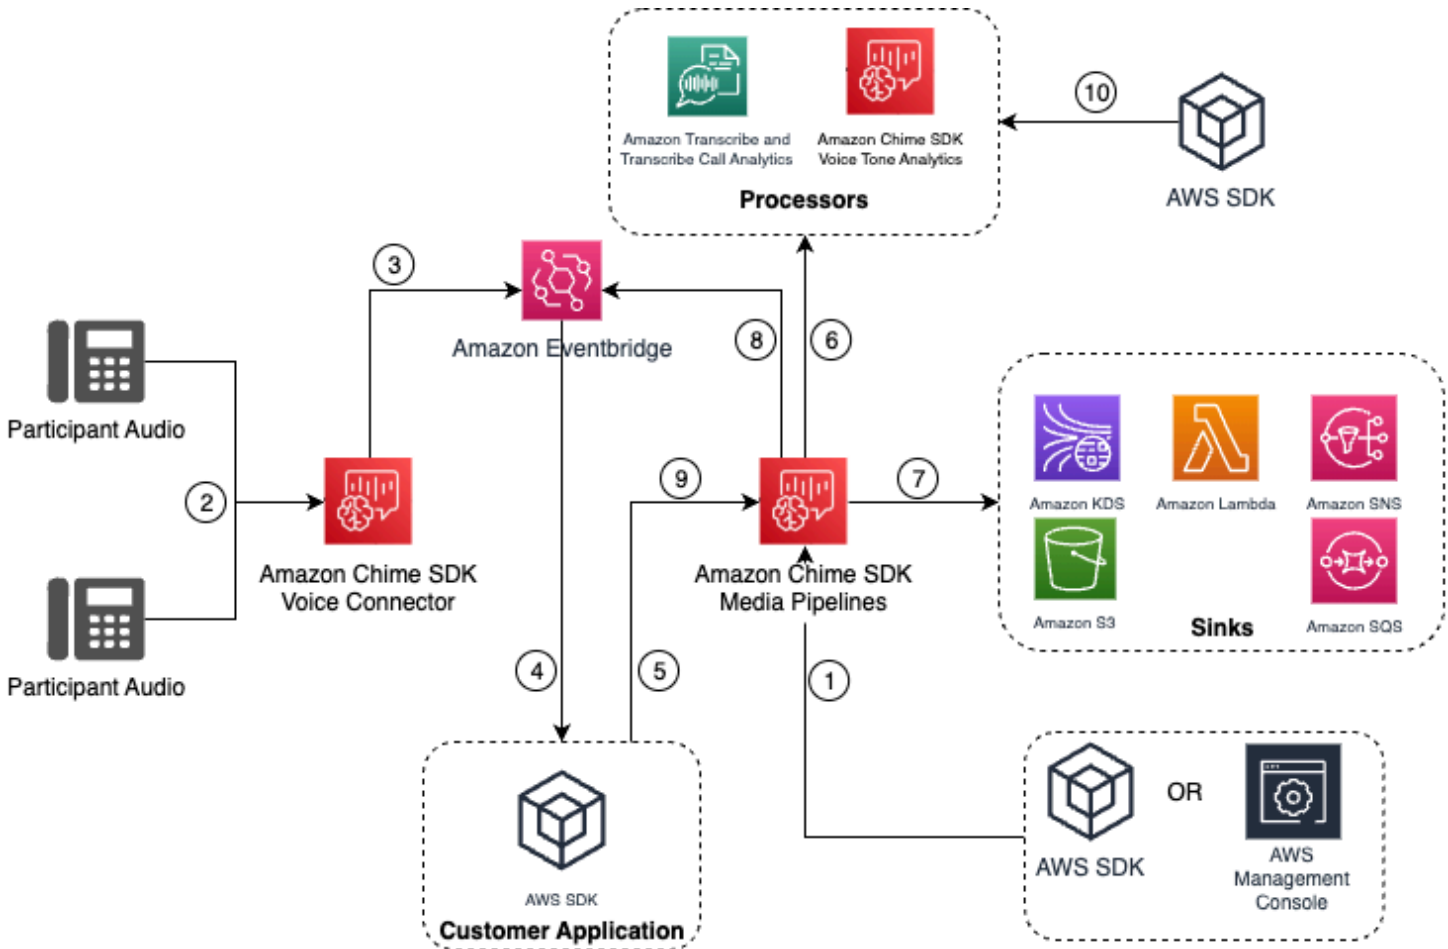 Amazon Transcribe and
Transcribe Call Analytics
Amazon Chime SDK
Voice Tone Analytics
Processors
10
AWS SDK
3
Amazon Eventbridge
8
6
Participant Audio
2
Amazon Chime SDK
Voice Connector
9
Amazon Chime SDK
Media Pipelines
7
Amazon KDS
Amazon Lambda
Amazon SNS
Amazon S3
Sinks
Amazon SQS
Participant Audio
4
5
1
AWS SDK
Customer Application
AWS SDK
OR
AWS
Management
Console